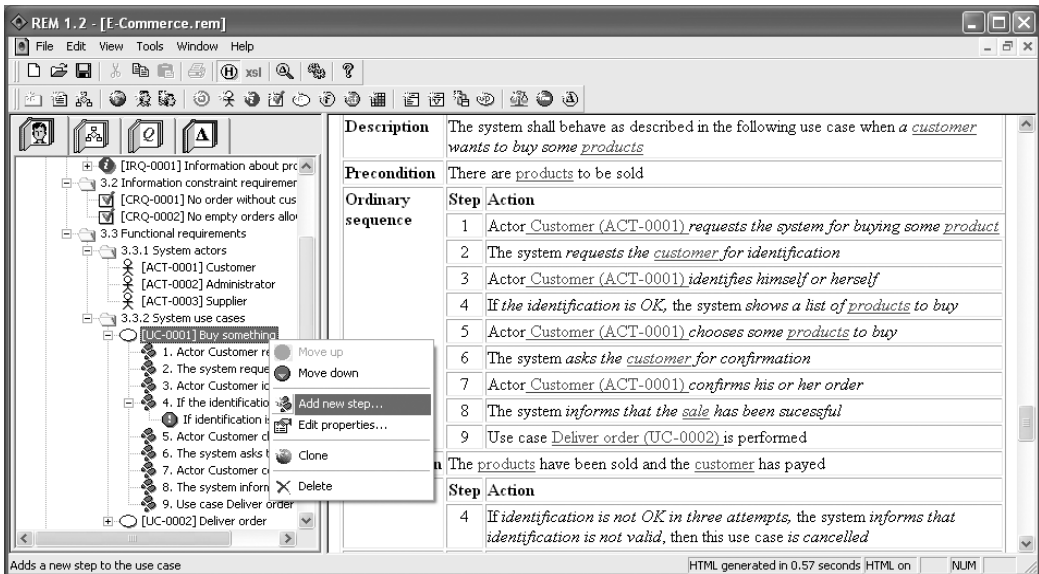 REM 1.2 - [E-Commerce.rem]
File Edit View Tools Window Help
H xsl
Q A
[IRQ-0001] Information about prc
3.2 Information constraint requiremer
[CRQ-0001] No order without cus
[CRQ-0002] No empty orders allo
3.3 Functional requirements
3.3.1 System actors
[ACT-0001] Customer
[ACT-0002] Administrator
[ACT-0003] Supplier
3.3.2 System use cases
[UC-0001] Buy something
1. Actor Customer re
2. The system reque
3. Actor Customer ic
4. If the identificatio
If identification is
5. Actor Customer cl
6. The system asks t
7. Actor Customer co
8. The system inforn
9. Use case Deliver order
[UC-0002] Deliver order
Move up
Move down
Add new step...
Edit properties...
Clone
Delete
Description The system shall behave as described in the following use case when a customer
wants to buy some products
Precondition There are products to be sold
Ordinary Step Action
sequence
1 Actor Customer (ACT-0001) requests the system for buying some product
2 The system requests the customer for identification
3 Actor Customer (ACT-0001) identifies himself or herself
4 If the identification is OK, the system shows a list of products to buy
5 Actor Customer (ACT-0001) chooses some products to buy
6 The system asks the customer for confirmation
7 Actor Customer (ACT-0001) confirms his or her order
8 The system informs that the sale has been sucessful
9 Use case Deliver order (UC-0002) is performed
n The products have been sold and the customer has payed
Step Action
4 If identification is not OK in three attempts, the system informs that
identification is not valid, then this use case is cancelled
Adds a new step to the use case HTML generated in 0.57 seconds HTML on NUM